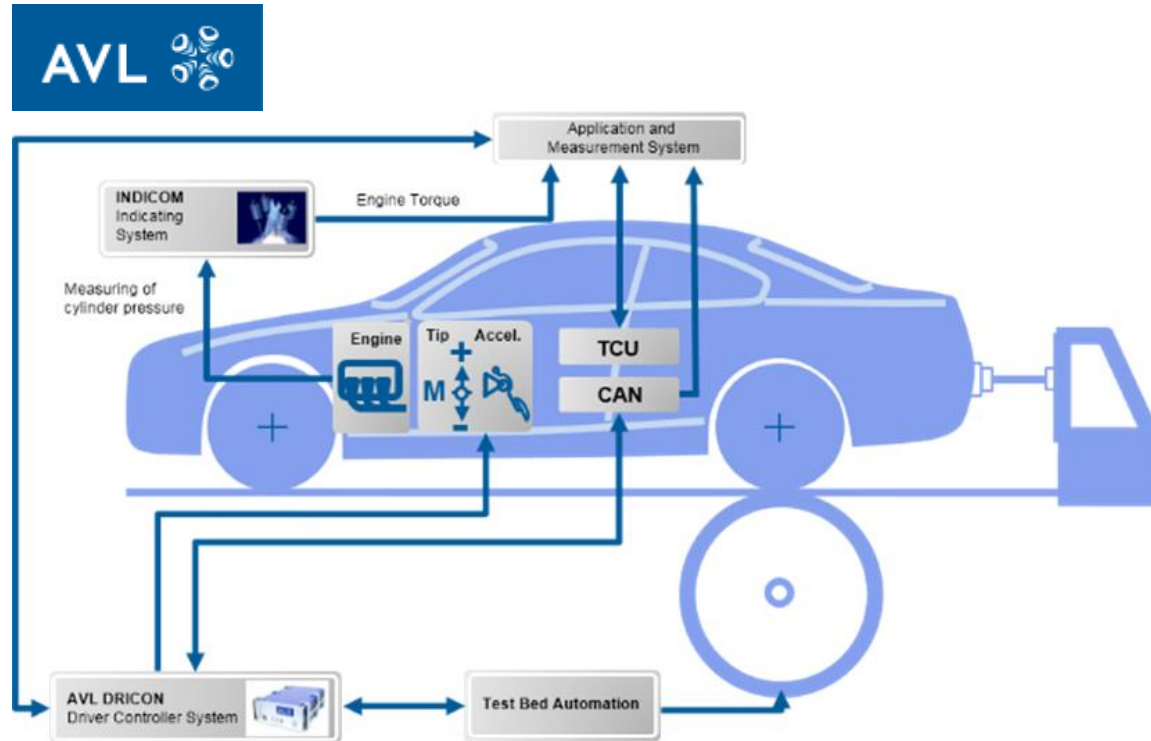 AVL
Application and
Measurement System
INDICOM
Indicating
System
Engine Torque
Measuring of
cylinder pressure
Engine
Tip
Accel.
+
M
-
TCU
CAN
AVL DRICON
Driver Controller System
Test Bed Automation